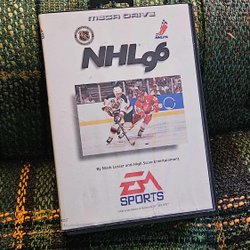 MEGA DRIVE
NHL96
By Mark Lesser and High Score Entertainment
EA
SPORTS